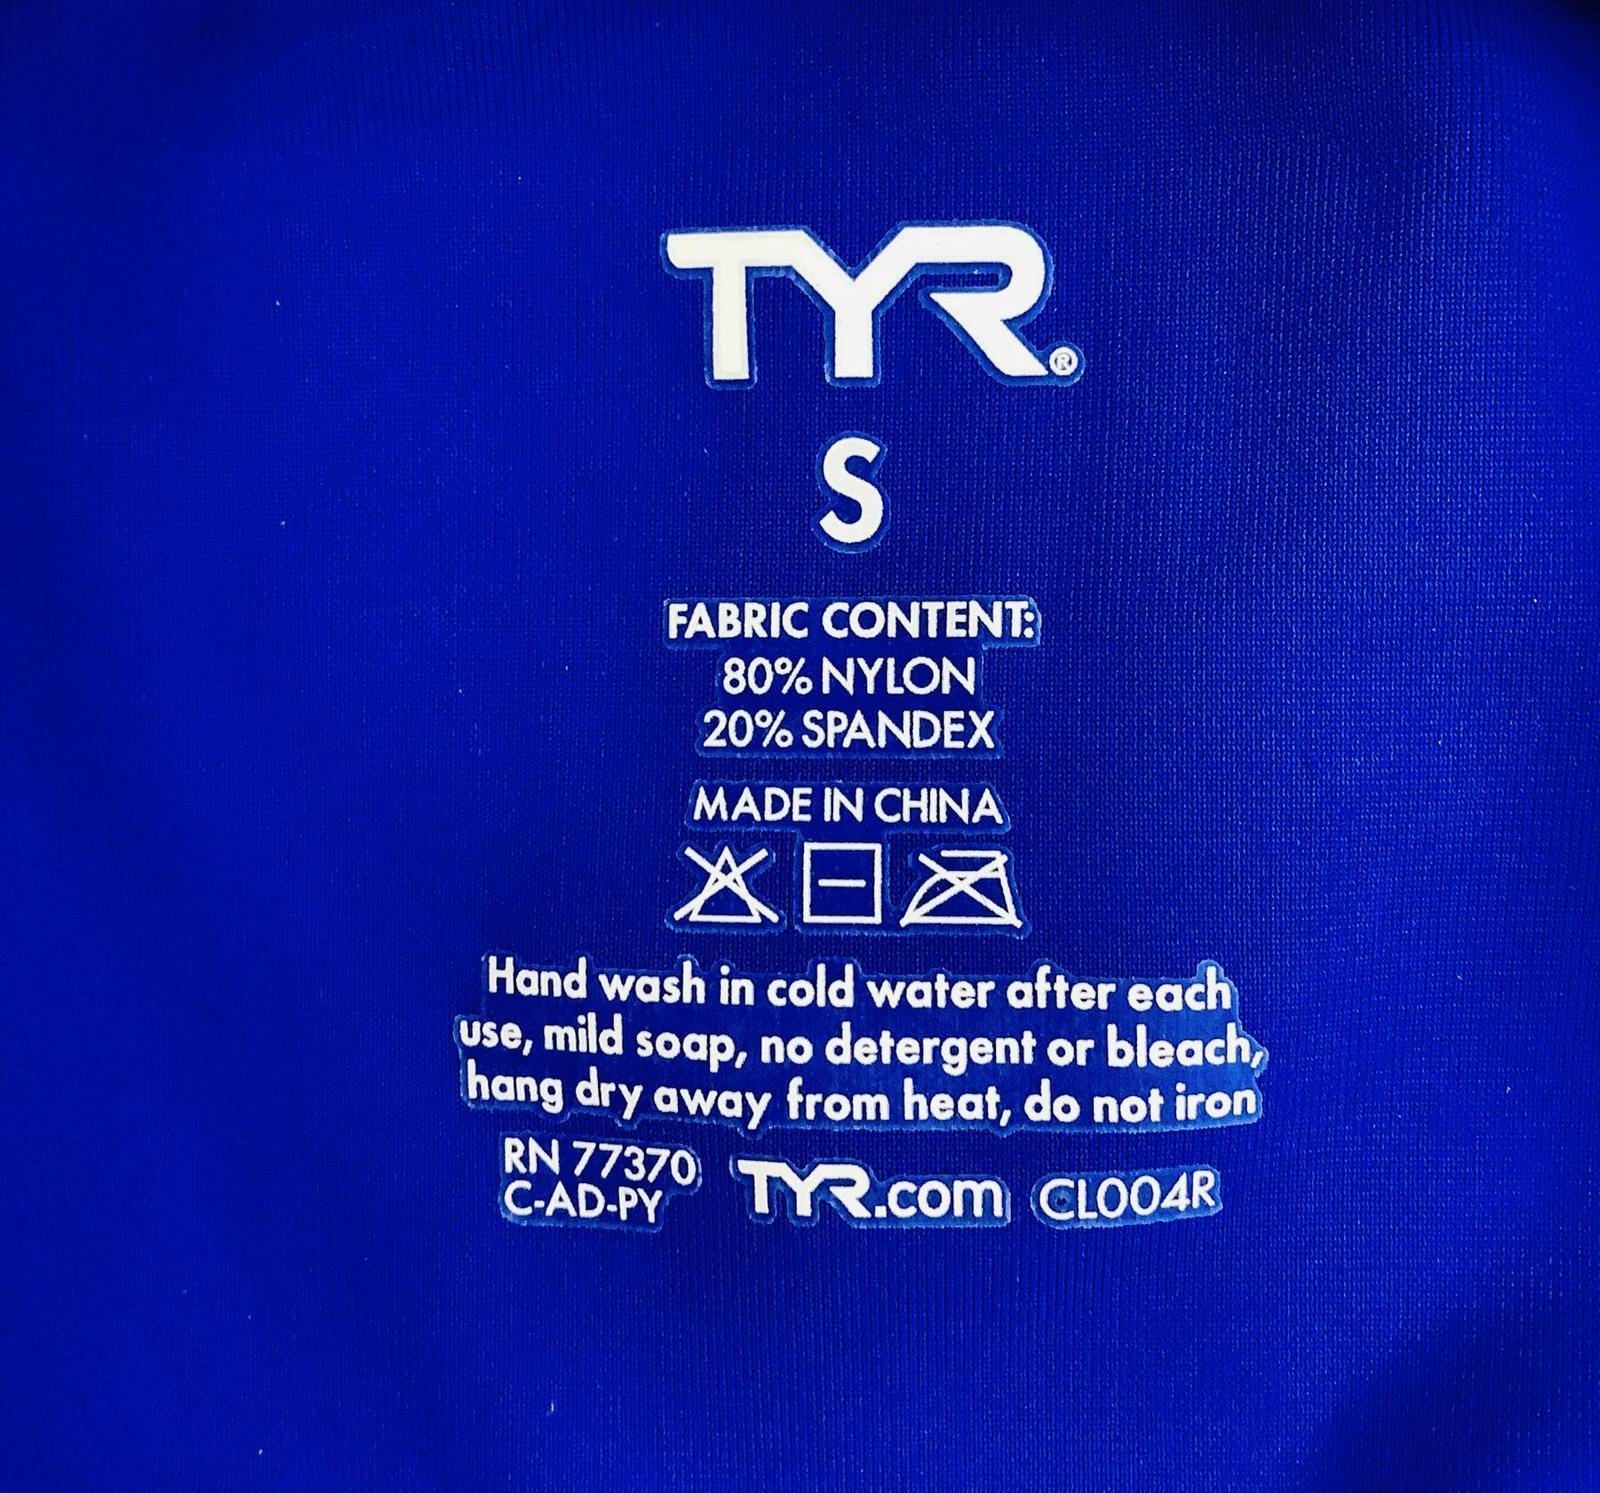 TYR®
S
FABRIC CONTENT:
80% NYLON
20% SPANDEX
MADE IN CHINA
Hand wash in cold water after each
use, mild soap, no detergent or bleach,
hang dry away from heat, do not iron
RN 77370
C-AD-PY
TYR.com
CL004R